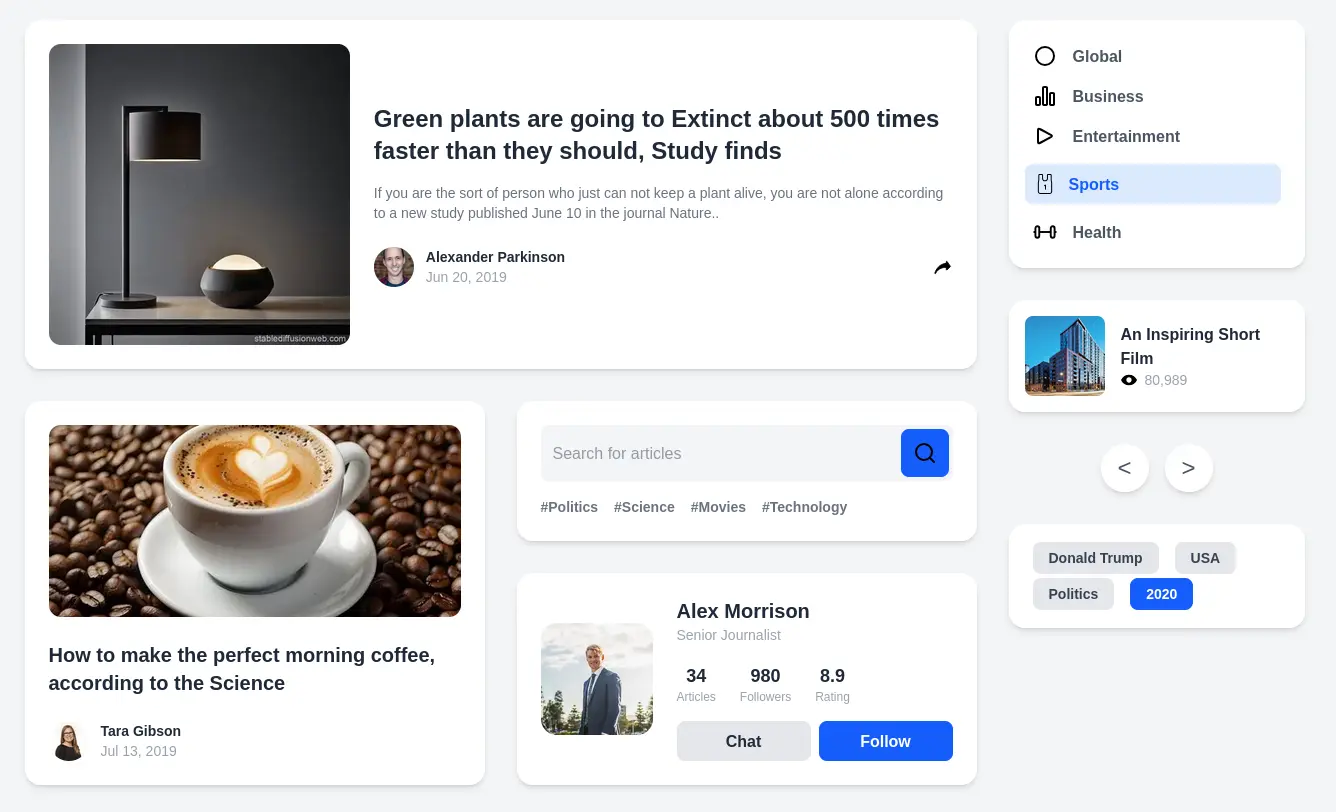 stablediffusionweb.com
Green plants are going to Extinct about 500 times
faster than they should, Study finds
If you are the sort of person who just can not keep a plant alive, you are not alone according
to a new study published June 10 in the journal Nature..
Alexander Parkinson
Jun 20, 2019
How to make the perfect morning coffee,
according to the Science
Tara Gibson
Jul 13, 2019
Search for articles
#Politics #Science #Movies #Technology
Alex Morrison
Senior Journalist
34 980 8.9
Articles Followers Rating
Chat Follow
Global
Business
Entertainment
1
Sports
Health
An Inspiring Short
Film
80,989
< >
Donald Trump USA
Politics 2020